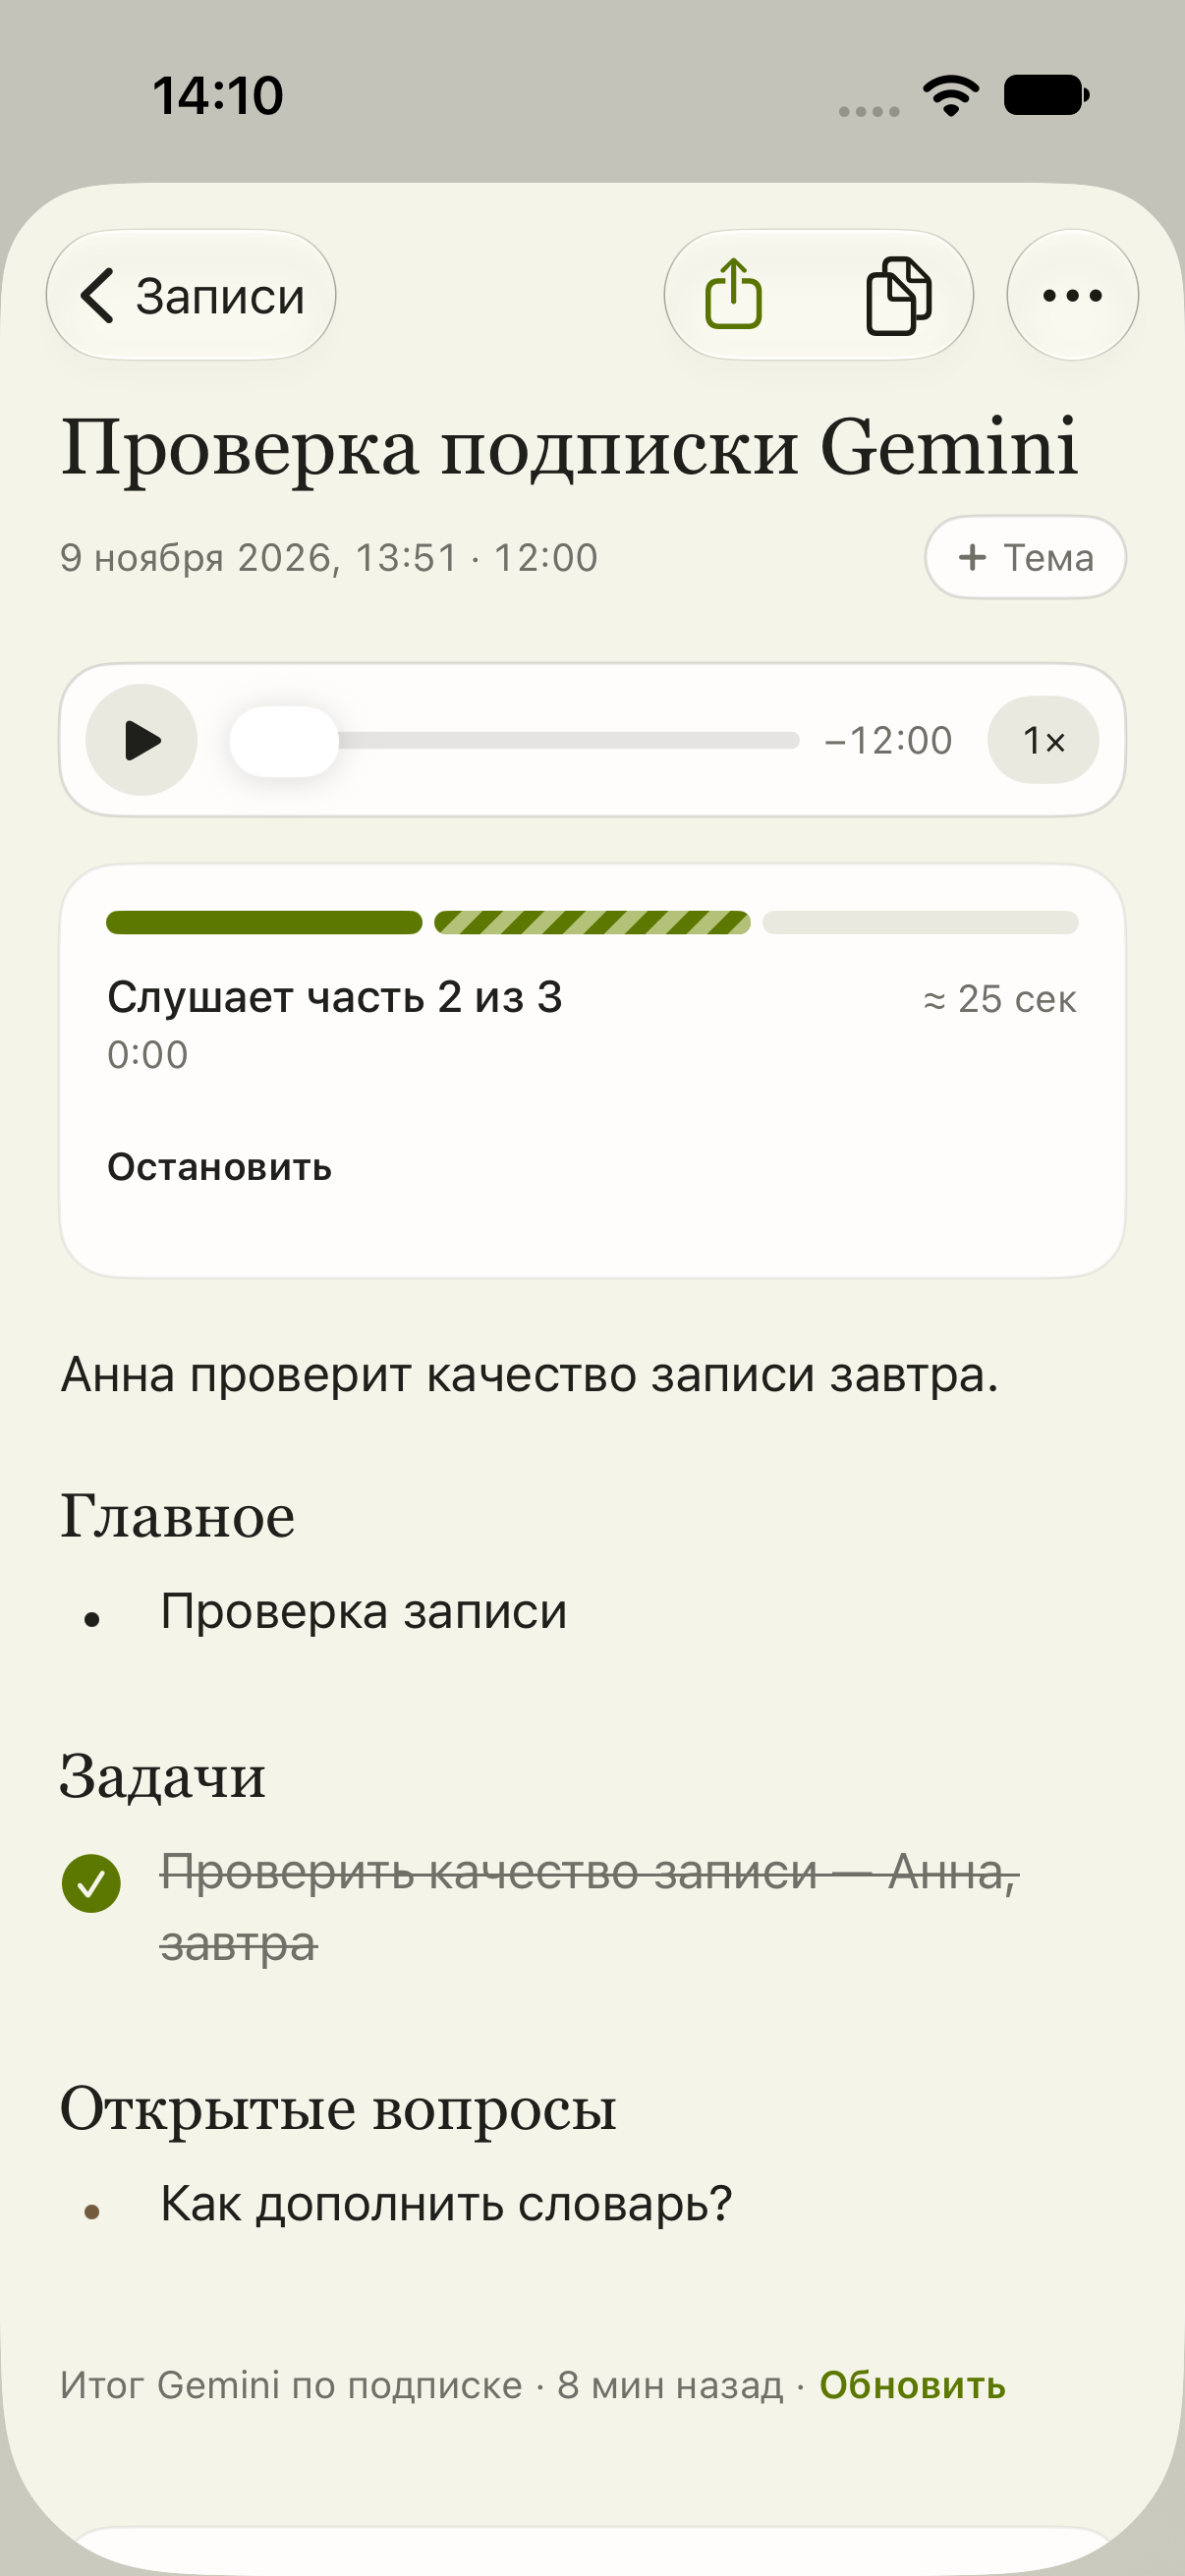 14:10
Записи
Проверка подписки Gemini
9 ноября 2026, 13:51 · 12:00
+ Тема
–12:00
1×
Слушает часть 2 из 3
≈ 25 сек
0:00
Остановить
Анна проверит качество записи завтра.
Главное
• Проверка записи
Задачи
Проверить качество записи — Анна,
завтра
Открытые вопросы
• Как дополнить словарь?
Итог Gemini по подписке · 8 мин назад · Обновить